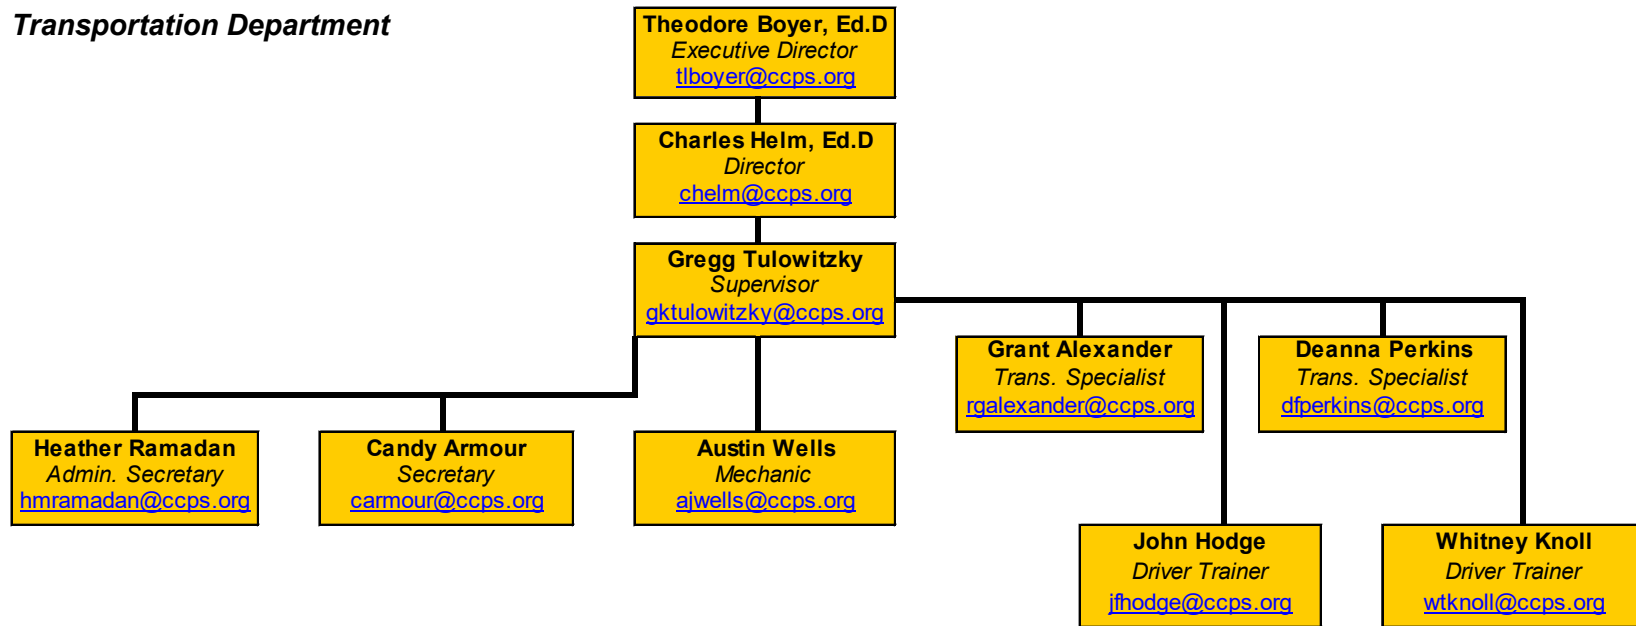 Transportation Department
Theodore Boyer, Ed.D
Executive Director
tlboyer@ccps.org
Charles Helm, Ed.D
Director
chelm@ccps.org
Gregg Tulowitzky
Supervisor
gktulowitzky@ccps.org
Grant Alexander
Trans. Specialist
rgalexander@ccps.org
Deanna Perkins
Trans. Specialist
dfperkins@ccps.org
Heather Ramadan
Admin. Secretary
hmramadan@ccps.org
Candy Armour
Secretary
carmour@ccps.org
Austin Wells
Mechanic
ajwells@ccps.org
John Hodge
Driver Trainer
jfhodge@ccps.org
Whitney Knoll
Driver Trainer
wtknoll@ccps.org